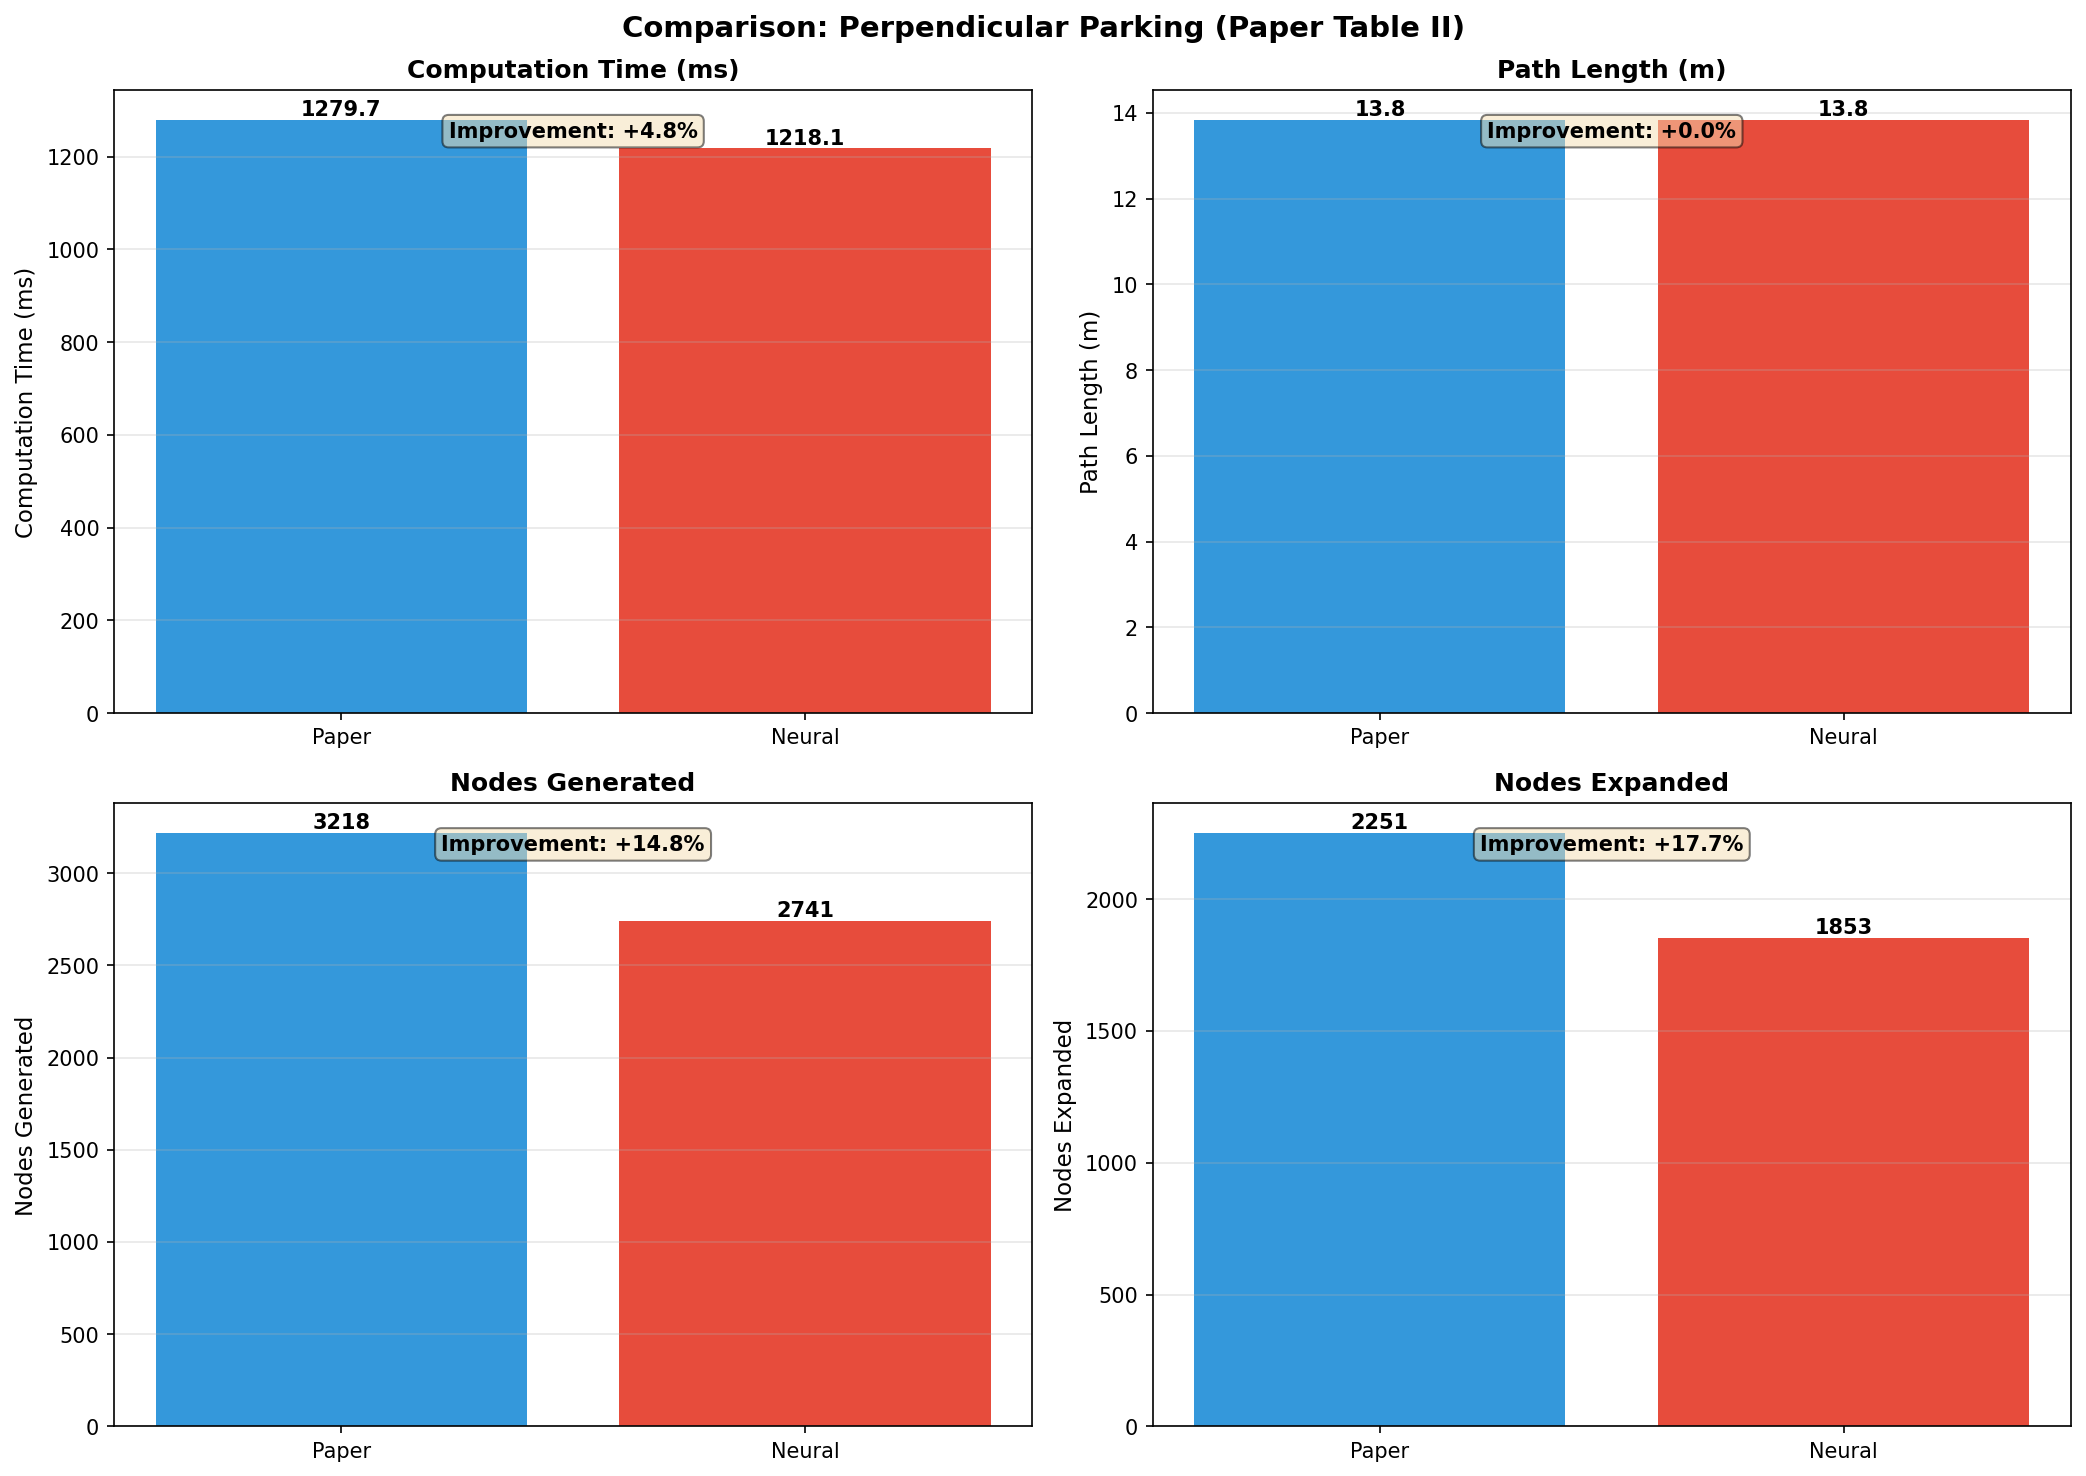 Comparison: Perpendicular Parking (Paper Table II)
Computation Time (ms)
Computation Time (ms)
1200
1000
800
600
400
200
0
1279.7
Improvement: +4.8%
1218.1
Paper
Neural
Path Length (m)
Path Length (m)
14
12
10
8
6
4
2
0
13.8
Improvement: +0.0%
13.8
Paper
Neural
Nodes Generated
Nodes Generated
3000
2500
2000
1500
1000
500
0
3218
Improvement: +14.8%
2741
Paper
Neural
Nodes Expanded
Nodes Expanded
2000
1500
1000
500
0
2251
Improvement: +17.7%
1853
Paper
Neural